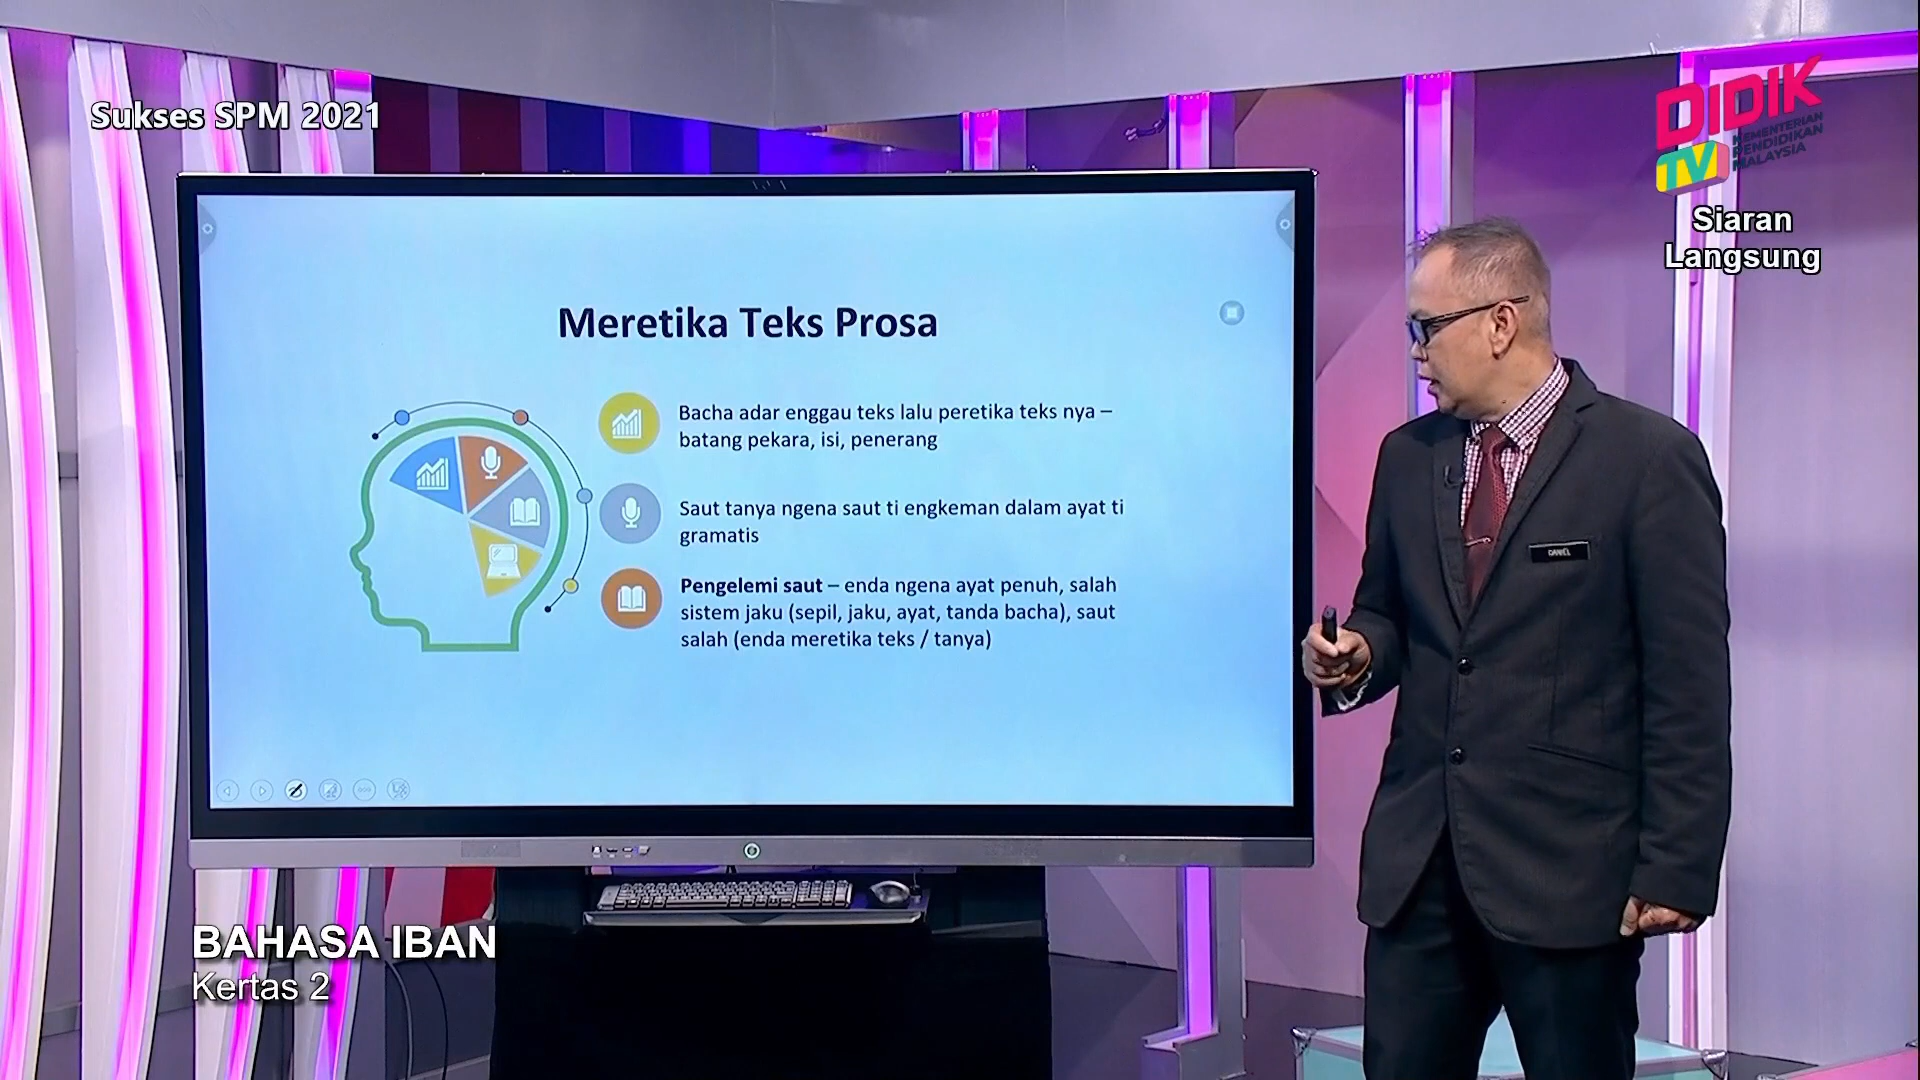 Sukses SPM 2021
DIDIK
TV
KEMENTERIAN
PENDIDIKAN
MALAYSIA
Siaran
Langsung
Meretika Teks Prosa
Bacha adar enggau teks lalu peretika teks nya –
batang pekara, isi, penerang
Saut tanya ngena saut ti engkeman dalam ayat ti
gramatis
Pengelemi saut – enda ngena ayat penuh, salah
sistem jaku (sepil, jaku, ayat, tanda bacha), saut
salah (enda meretika teks / tanya)
DANIEL
BAHASA IBAN
Kertas 2